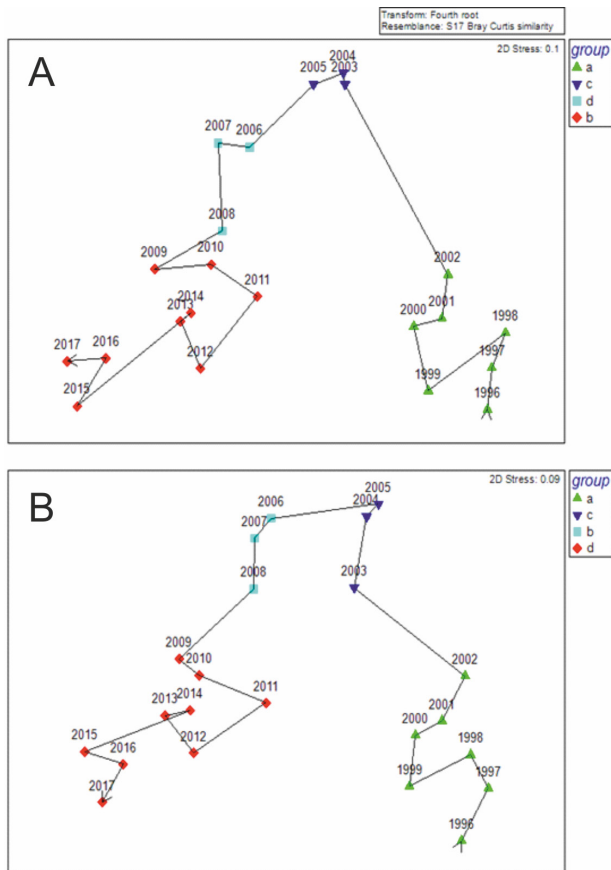 Transform: Fourth root
Resemblance: S17 Bray Curtis similarity
A
2D Stress: 0.1
group
a
c
d
b
2004
2005 2003
2007 2006
2008
2009 2010
2011
2002
2014
2013
2000 2001 1998
2017 2016
2012
1997
1999
2015
1996
B
2D Stress: 0.09
group
a
c
b
d
2005
2006 2004
2007
2008 2003
2009
2010 2002
2014 2011
2013
2001
2015 2000
2016 2012 1998
1999 1997
2017
1996